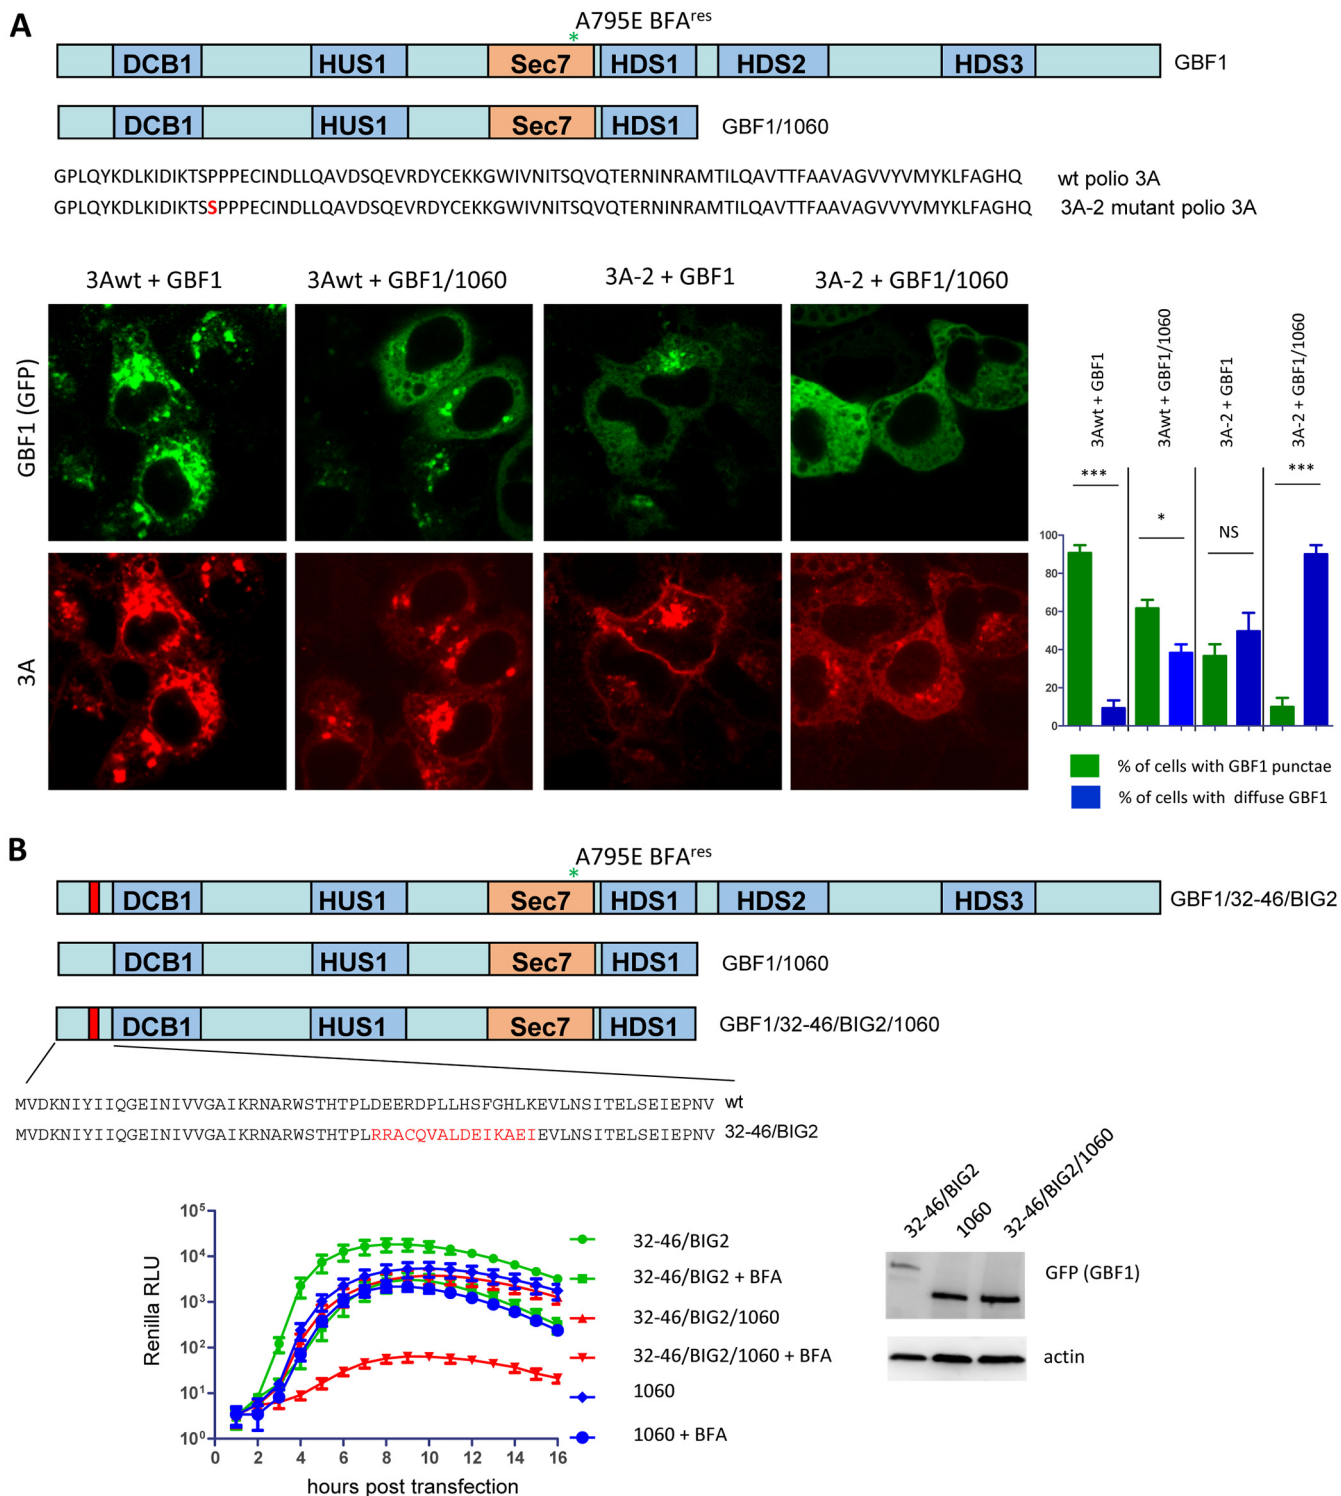 A
A795E BFAres
*
DCB1 HUS1 Sec7 HDS1 HDS2 HDS3 GBF1
DCB1 HUS1 Sec7 HDS1 GBF1/1060
GPLQYKDLKIDIKTSPPPECINDLLQAVDSQEVRDYCEKKGWIVNITSQVQTERNINRAMTILQAVTTFAAVAGVVYVMYKLFAGHQ wt polio 3A
GPLQYKDLKIDIKTSSPPPECINDLLQAVDSQEVRDYCEKKGWIVNITSQVQTERNINRAMTILQAVTTFAAVAGVVYVMYKLFAGHQ 3A-2 mutant polio 3A
3Awt + GBF1 3Awt + GBF1/1060 3A-2 + GBF1 3A-2 + GBF1/1060
GBF1 (GFP)
3A
3Awt + GBF1
3Awt + GBF1/1060
3A-2 + GBF1
3A-2 + GBF1/1060
*** * NS ***
100
80
60
40
20
0
% of cells with GBF1 punctae
% of cells with diffuse GBF1
B
A795E BFAres
*
DCB1 HUS1 Sec7 HDS1 HDS2 HDS3 GBF1/32-46/BIG2
DCB1 HUS1 Sec7 HDS1 GBF1/1060
DCB1 HUS1 Sec7 HDS1 GBF1/32-46/BIG2/1060
MVDKNIYIIQGEINIVVGAIKRNARWSTHTPLDEERDPLLHSFGHLKEVLNSITELSEIEPNV wt
MVDKNIYIIQGEINIVVGAIKRNARWSTHTPLRRACQVALDEIKAEIEVLNSITELSEIEPNV 32-46/BIG2
Renilla RLU
10⁵
10⁴
10³
10²
10¹
10⁰
0 2 4 6 8 10 12 14 16
hours post transfection
32-46/BIG2
32-46/BIG2 + BFA
32-46/BIG2/1060
32-46/BIG2/1060 + BFA
1060
1060 + BFA
32-46/BIG2
1060
32-46/BIG2/1060
GFP (GBF1)
actin